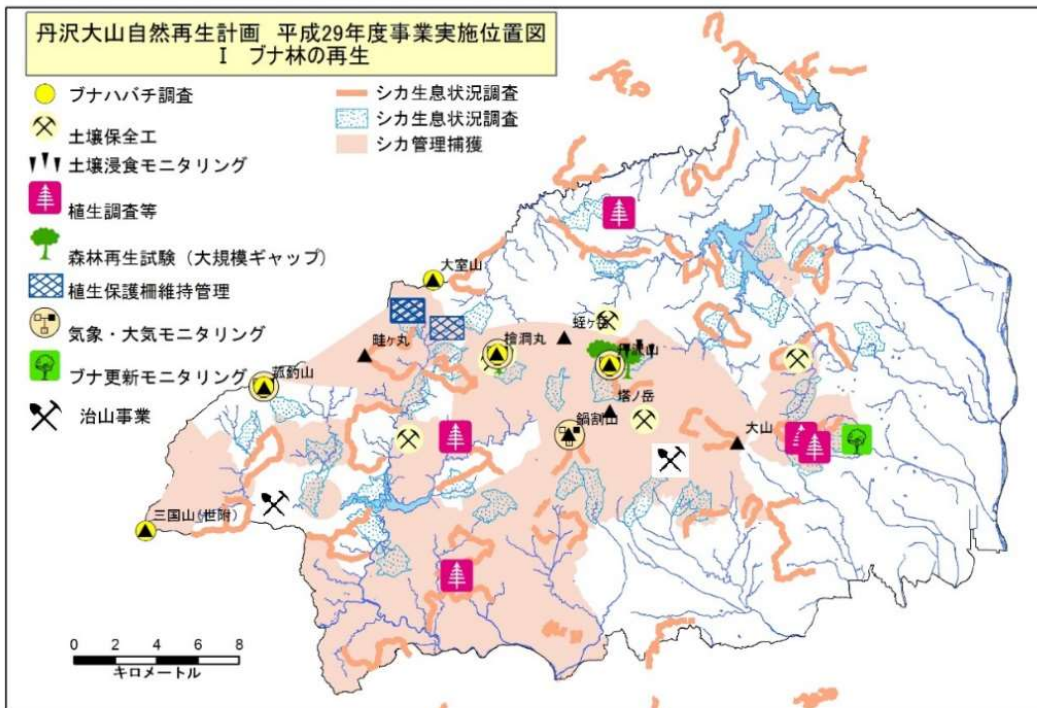 丹沢大山自然再生計画 平成29年度事業実施位置図
Ⅰ ブナ林の再生
ブナハバチ調査
土壌保全工
土壌浸食モニタリング
植生調査等
森林再生試験（大規模ギャップ）
植生保護柵維持管理
気象・大気モニタリング
ブナ更新モニタリング
治山事業
シカ生息状況調査
シカ生息状況調査
シカ管理捕獲
大室山
畦ヶ丸
檜洞丸
蛭ヶ岳
丹沢山
菰釣山
塔ノ岳
鍋割山
大山
三国山(世附)
0 2 4 6 8
キロメートル